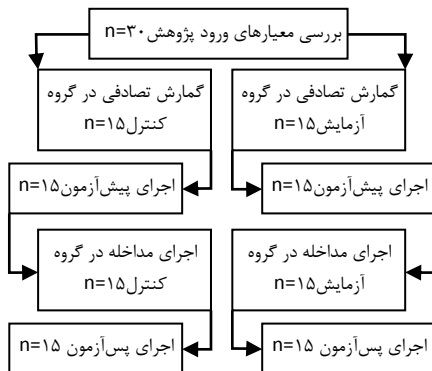 بررسی معیارهای ورود پژوهش n=۳۰
گمارش تصادفی در گروه
آزمایش n=۱۵
گمارش تصادفی در گروه
کنترل n=۱۵
اجرای پیش‌آزمون n=۱۵
اجرای پیش‌آزمون n=۱۵
اجرای مداخله در گروه
آزمایش n=۱۵
اجرای مداخله در گروه
کنترل n=۱۵
اجرای پس‌آزمون n=۱۵
اجرای پس‌آزمون n=۱۵